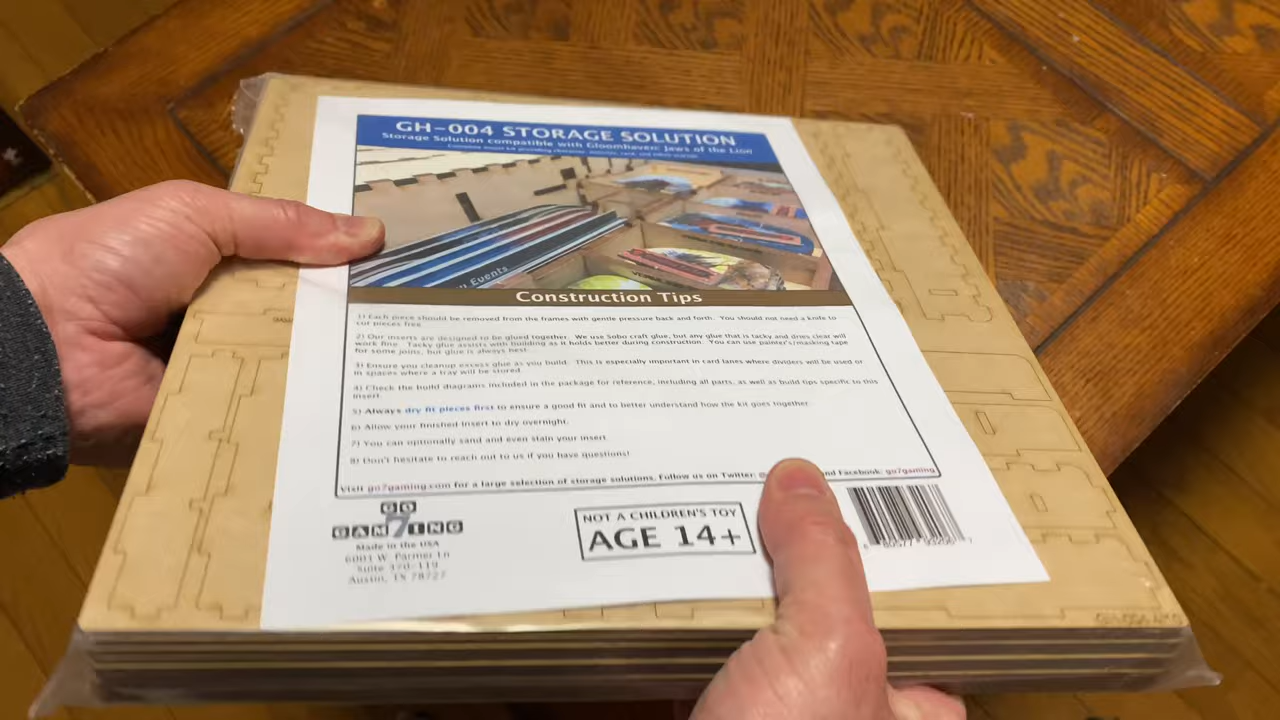 GH-004 STORAGE SOLUTION
Storage Solution compatible with Gloomhaven: Jaws of the Lion
Events
Construction Tips
1) Each piece should be removed from the frames with gentle pressure back and forth. You should not need a knife to
cut pieces free.
2) Our inserts are designed to be glued together. We use Sobo craft glue, but any glue that is tacky and dries clear will
work fine. Tacky glue assists with building as it holds better during construction. You can use painter's/masking tape
for some joins, but glue is always best.
3) Ensure you cleanup excess glue as you build. This is especially important in card lanes where dividers will be used or
in spaces where a tray will be stored.
4) Check the build diagrams included in the package for reference, including all parts, as well as build tips specific to this
insert.
5) Always dry fit pieces first to ensure a good fit and to better understand how the kit goes together.
6) Allow your finished insert to dry overnight.
7) You can optionally sand and even stain your insert.
8) Don't hesitate to reach out to us if you have questions!
Visit go7gaming.com for a large selection of storage solutions. Follow us on Twitter: and Facebook: go7gaming
GO
GAM7ING
Made in the USA
6001 W. Parmer Ln
Suite 370-119
Austin, TX 78727
NOT A CHILDREN'S TOY
AGE 14+